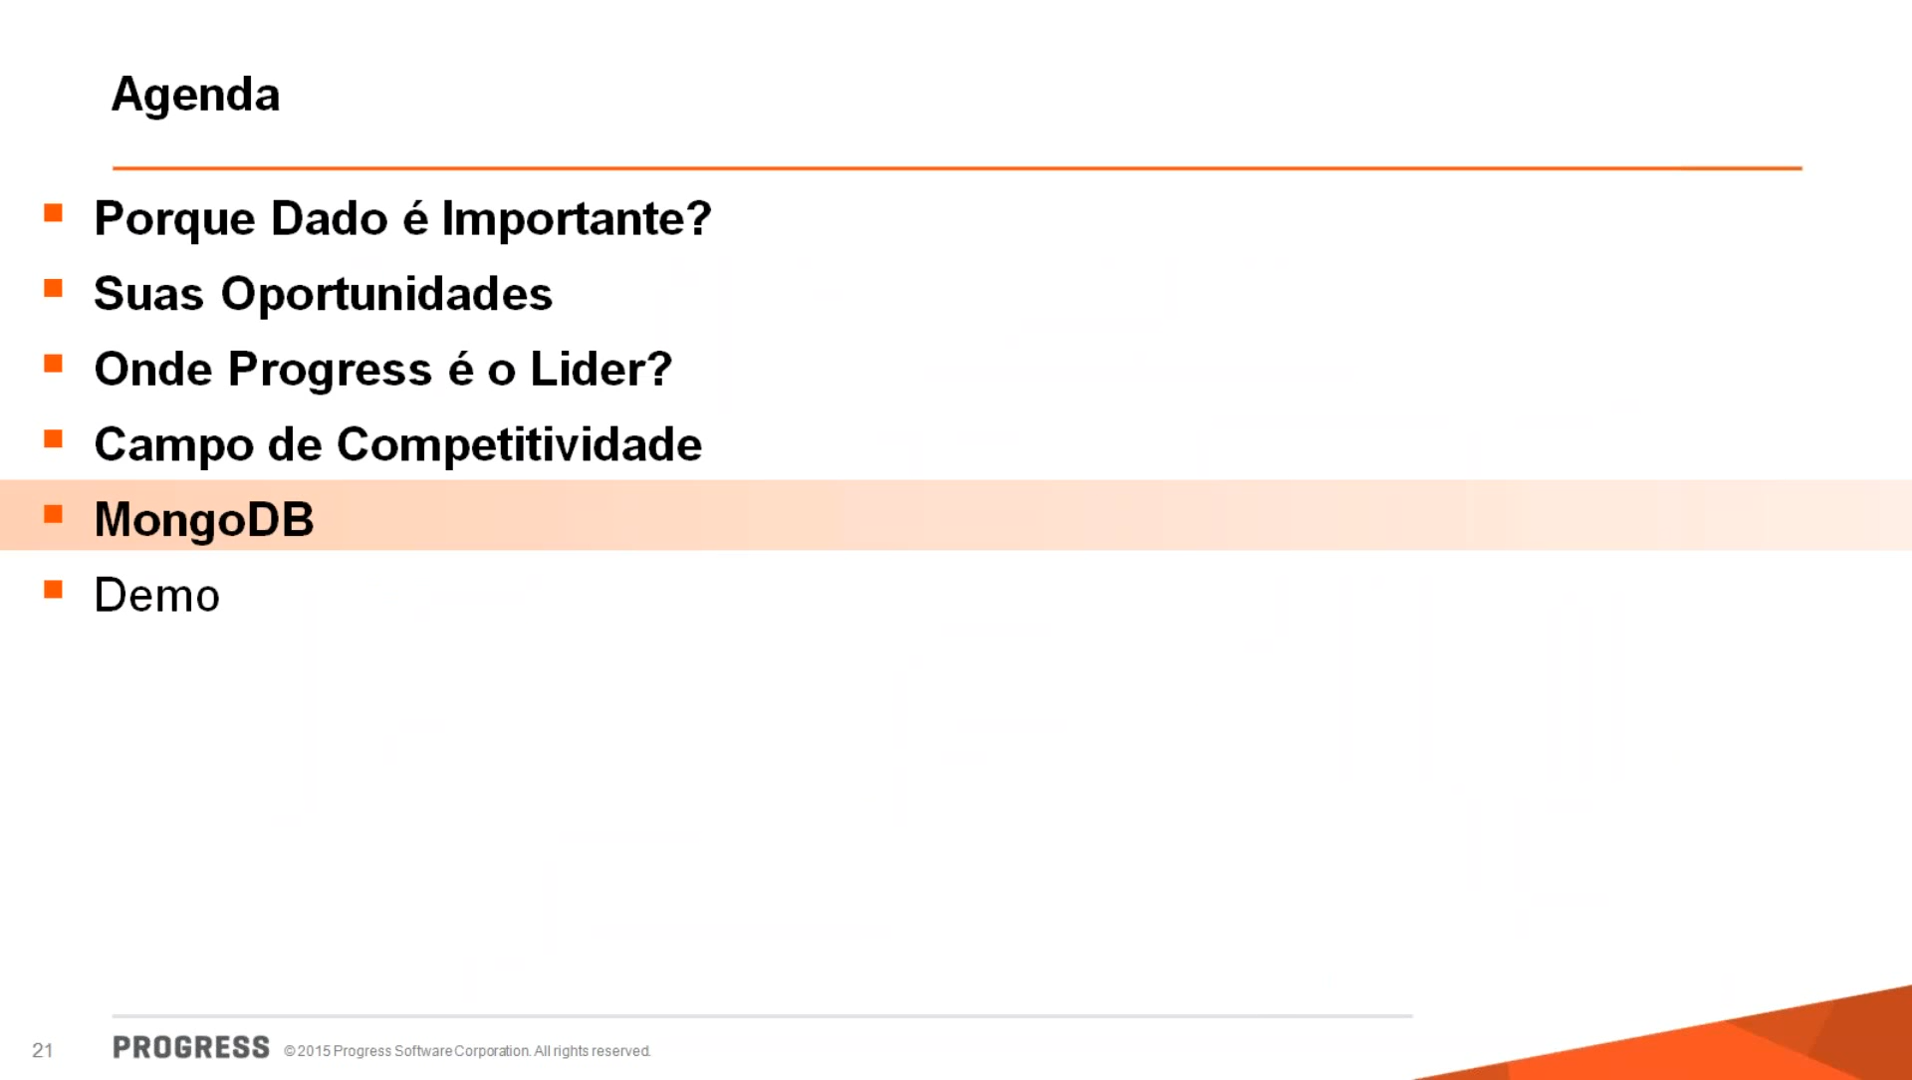 Agenda
Porque Dado é Importante?
Suas Oportunidades
Onde Progress é o Lider?
Campo de Competitividade
MongoDB
Demo
21
PROGRESS
©2015 Progress Software Corporation. All rights reserved.